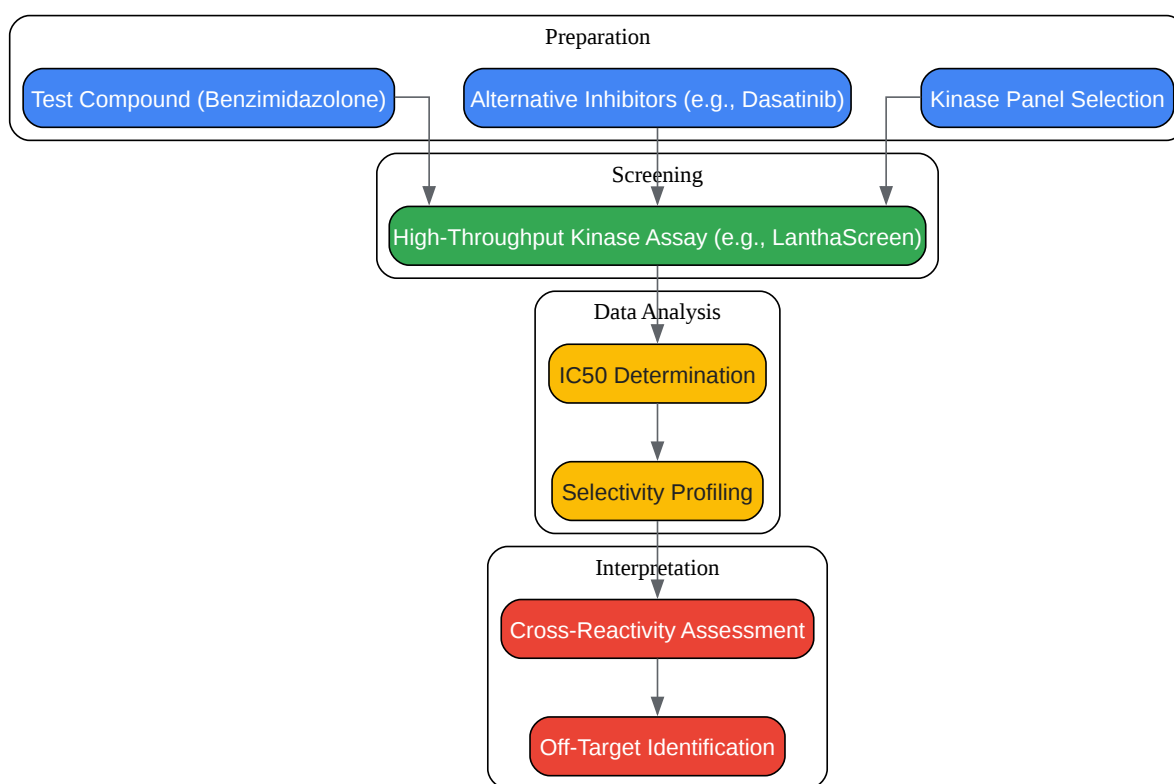 Preparation
Test Compound (Benzimidazolone)
Alternative Inhibitors (e.g., Dasatinib)
Kinase Panel Selection
Screening
High-Throughput Kinase Assay (e.g., LanthaScreen)
Data Analysis
IC50 Determination
Selectivity Profiling
Interpretation
Cross-Reactivity Assessment
Off-Target Identification